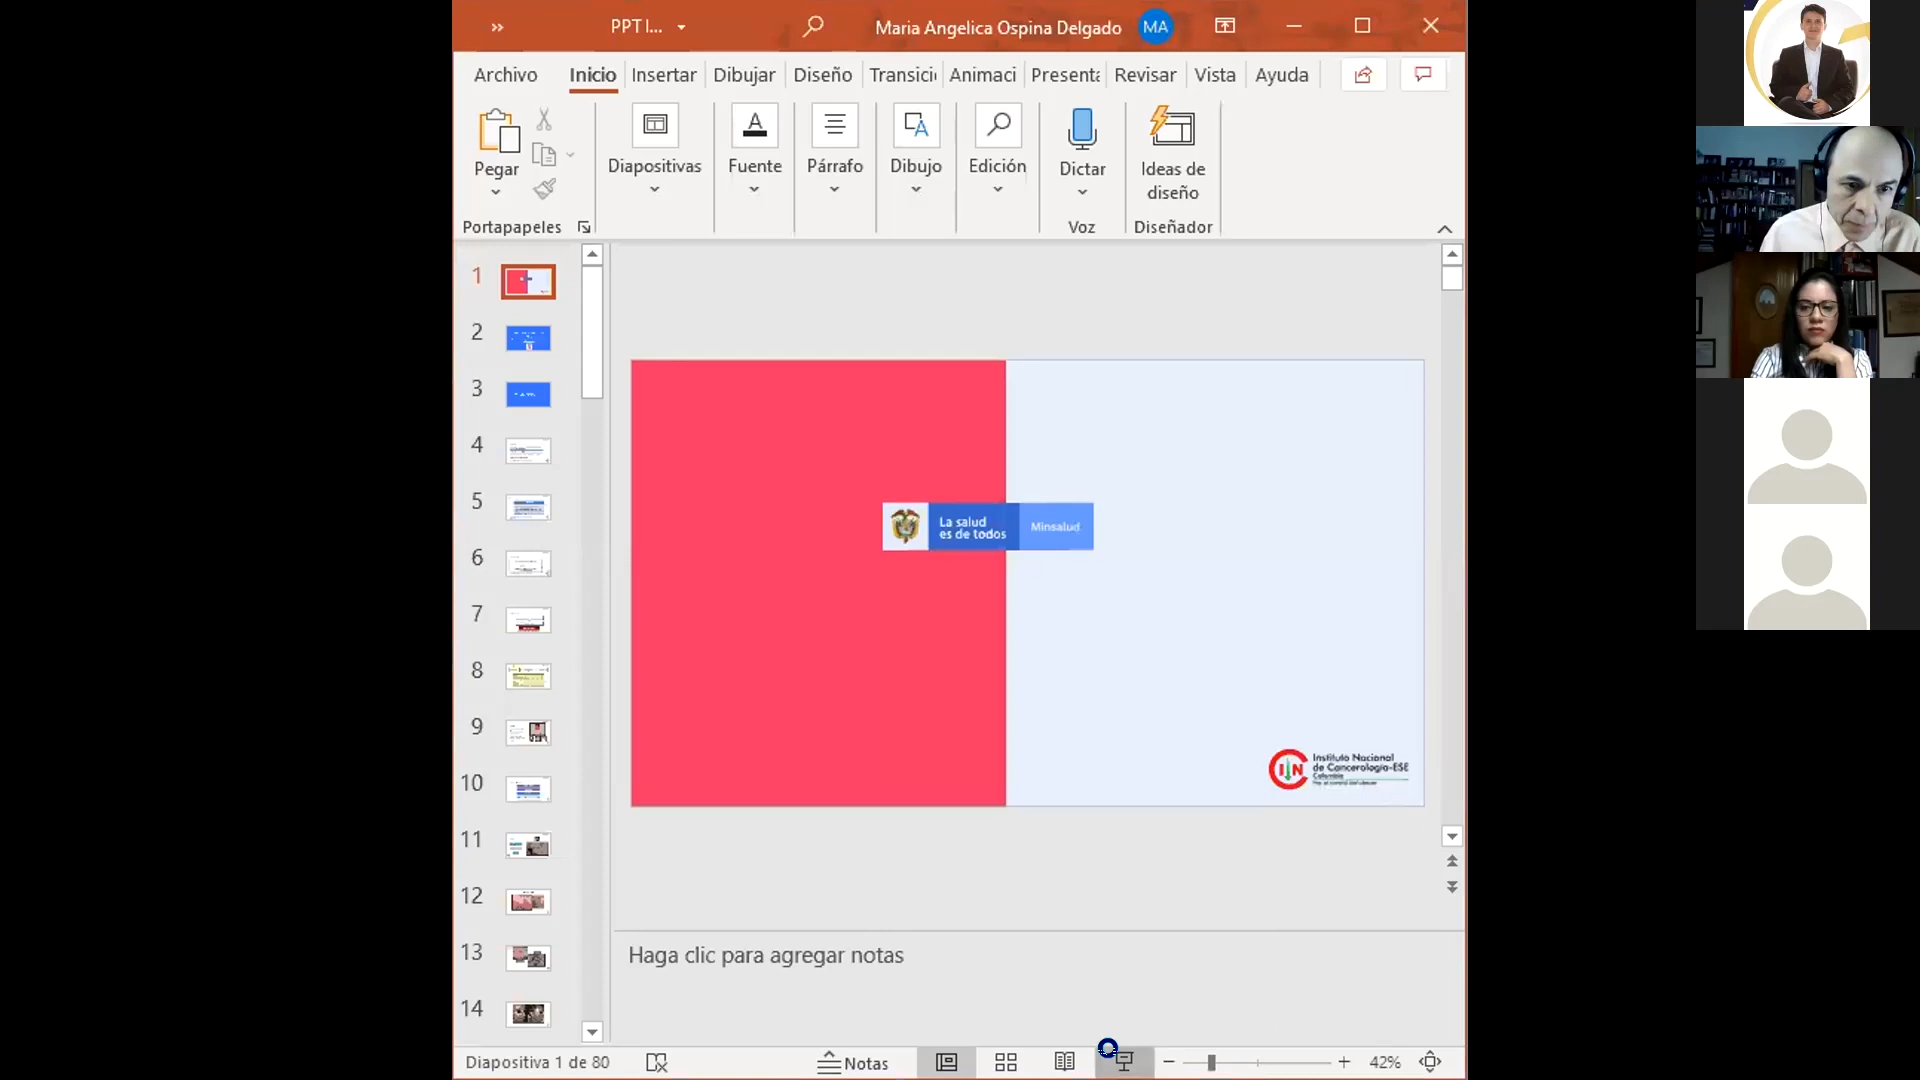 PPT I...
Maria Angelica Ospina Delgado
MA
Archivo
Inicio
Insertar
Dibujar
Diseño
Transici
Animaci
Present
Revisar
Vista
Ayuda
Pegar
Diapositivas
Fuente
Párrafo
Dibujo
Edición
Dictar
Ideas de
diseño
Portapapeles
Voz
Diseñador
1
2
3
4
5
6
7
8
9
10
11
12
13
14
La salud
es de todos
Minsalud
Instituto Nacional
de Cancerología-ESE
Colombia
Haga clic para agregar notas
Diapositiva 1 de 80
Notas
42%